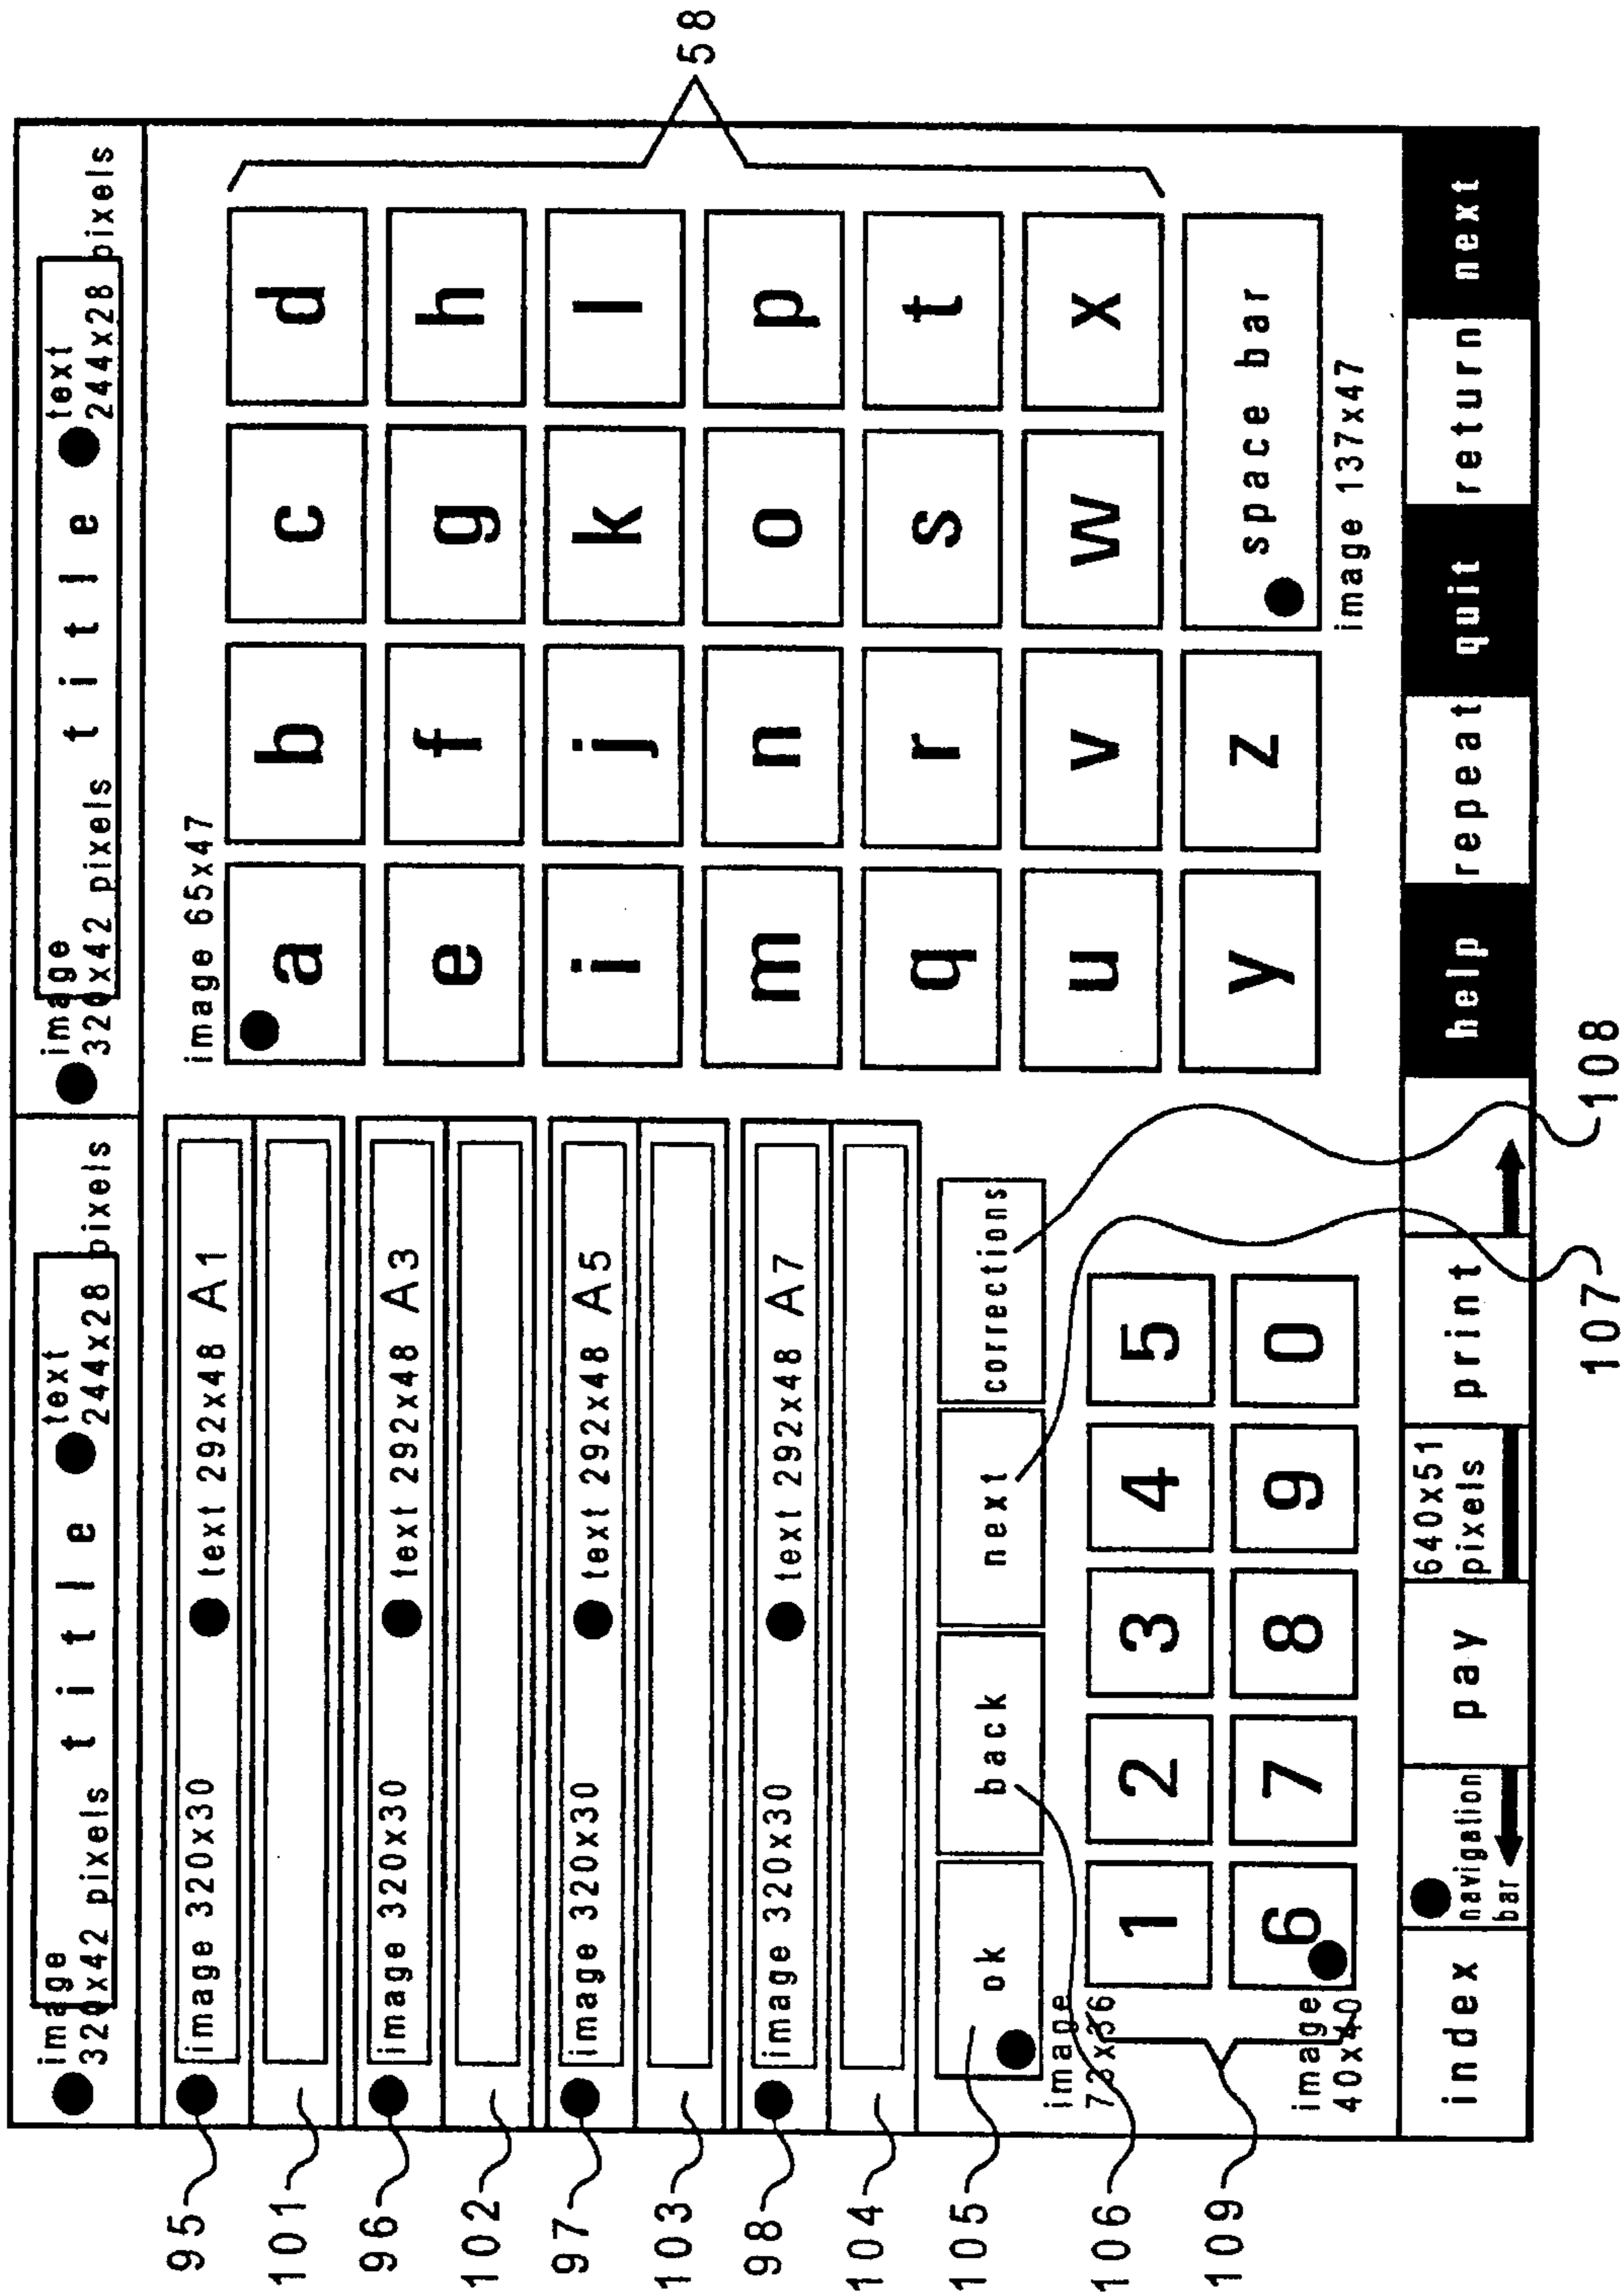 image
320x42 pixels
title
text
244x28 pixels
image
320x42 pixels
title
text
244x28 pixels
95
image 320x30
text 292x48 A1
101
96
image 320x30
text 292x48 A3
102
97
image 320x30
text 292x48 A5
103
98
image 320x30
text 292x48 A7
104
105
ok
back
next
corrections
image
73x36
106
1 2 3 4 5
109
6 7 8 9 0
image
40x40
image 65x47
a b c d
e f g h
i j k l
m n o p
q r s t
u v w x
y z
space bar
image 137x47
58
index
navigation
bar
pay
640x51
pixels
print
help
repeat
quit
return
next
107
108